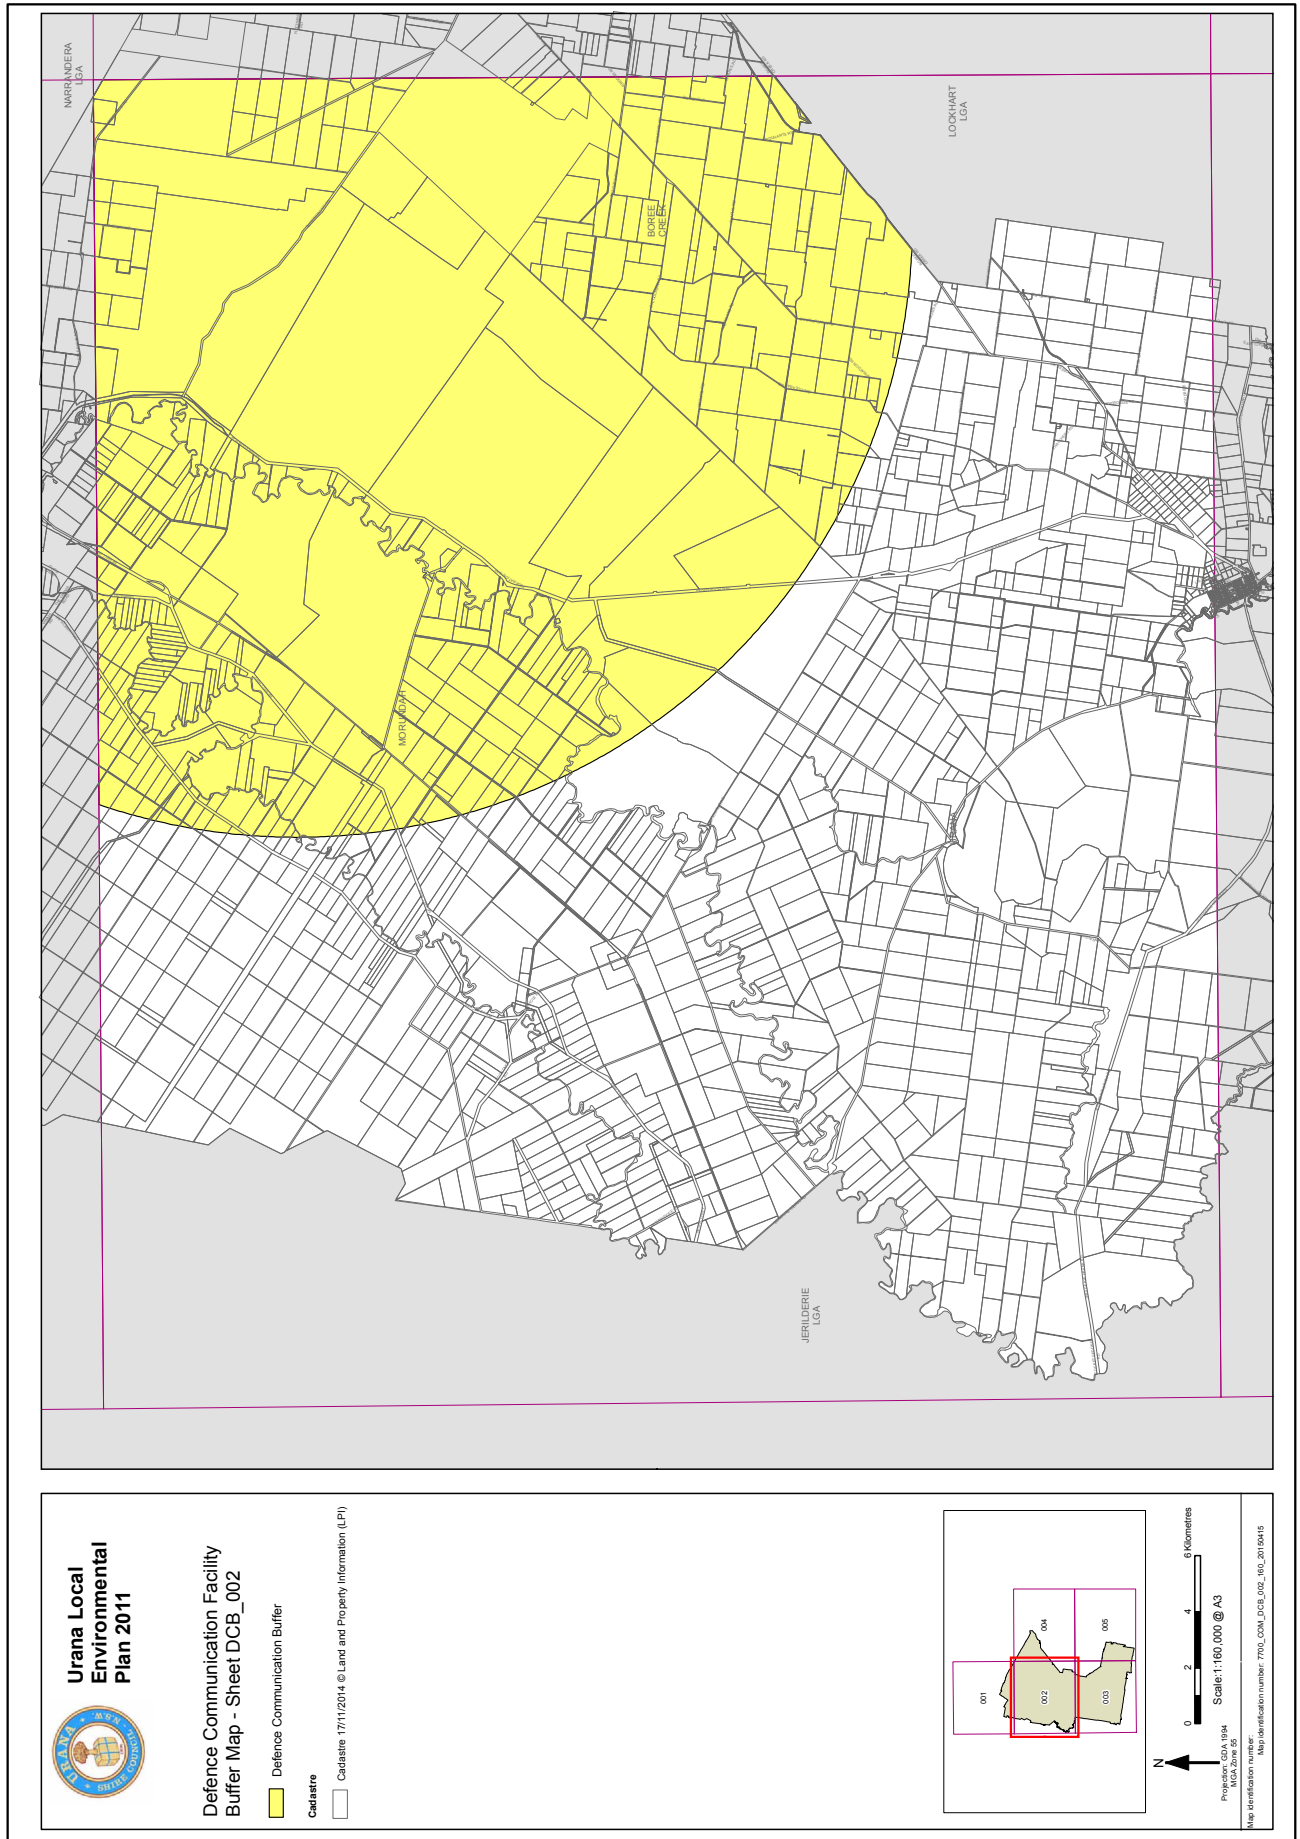 NARRANDERA
LGA
LOCKHART
LGA
BOREE
CREEK
MORUNDAH
JERILDERIE
LGA
URANA
SHIRE COUNCIL - N.S.W.
Urana Local
Environmental
Plan 2011
Defence Communication Facility
Buffer Map - Sheet DCB_002
Defence Communication Buffer
Cadastre
Cadastre 17/11/2014 © Land and Property Information (LPI)
001
002
003
004
005
N
0
2
4
6 Kilometres
Scale:1:160,000 @ A3
Projection: GDA 1994
MGA Zone 55
Map identification number:
Map identification number: 7700_COM_DCB_002_160_20150415